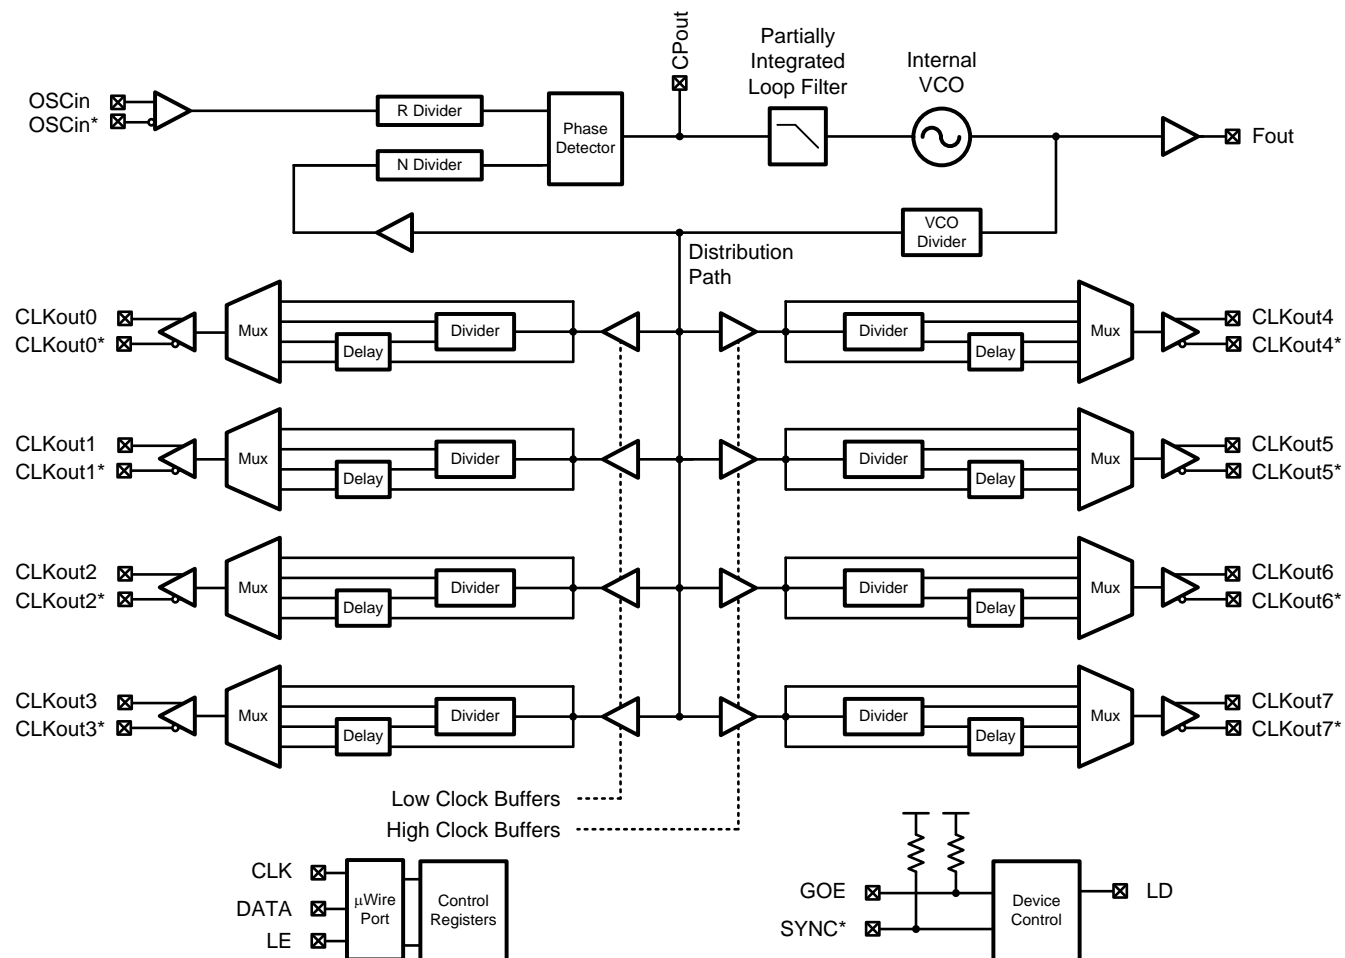 CPout
Partially
Integrated
Loop Filter
Internal
VCO
OSCin
OSCin*
R Divider
N Divider
Phase
Detector
Fout
VCO
Divider
Distribution
Path
CLKout0
CLKout0*
Mux
Delay
Divider
Divider
Delay
Mux
CLKout4
CLKout4*
CLKout1
CLKout1*
Mux
Delay
Divider
Divider
Delay
Mux
CLKout5
CLKout5*
CLKout2
CLKout2*
Mux
Delay
Divider
Divider
Delay
Mux
CLKout6
CLKout6*
CLKout3
CLKout3*
Mux
Delay
Divider
Divider
Delay
Mux
CLKout7
CLKout7*
Low Clock Buffers
High Clock Buffers
CLK
DATA
LE
µWire
Port
Control
Registers
GOE
SYNC*
Device
Control
LD